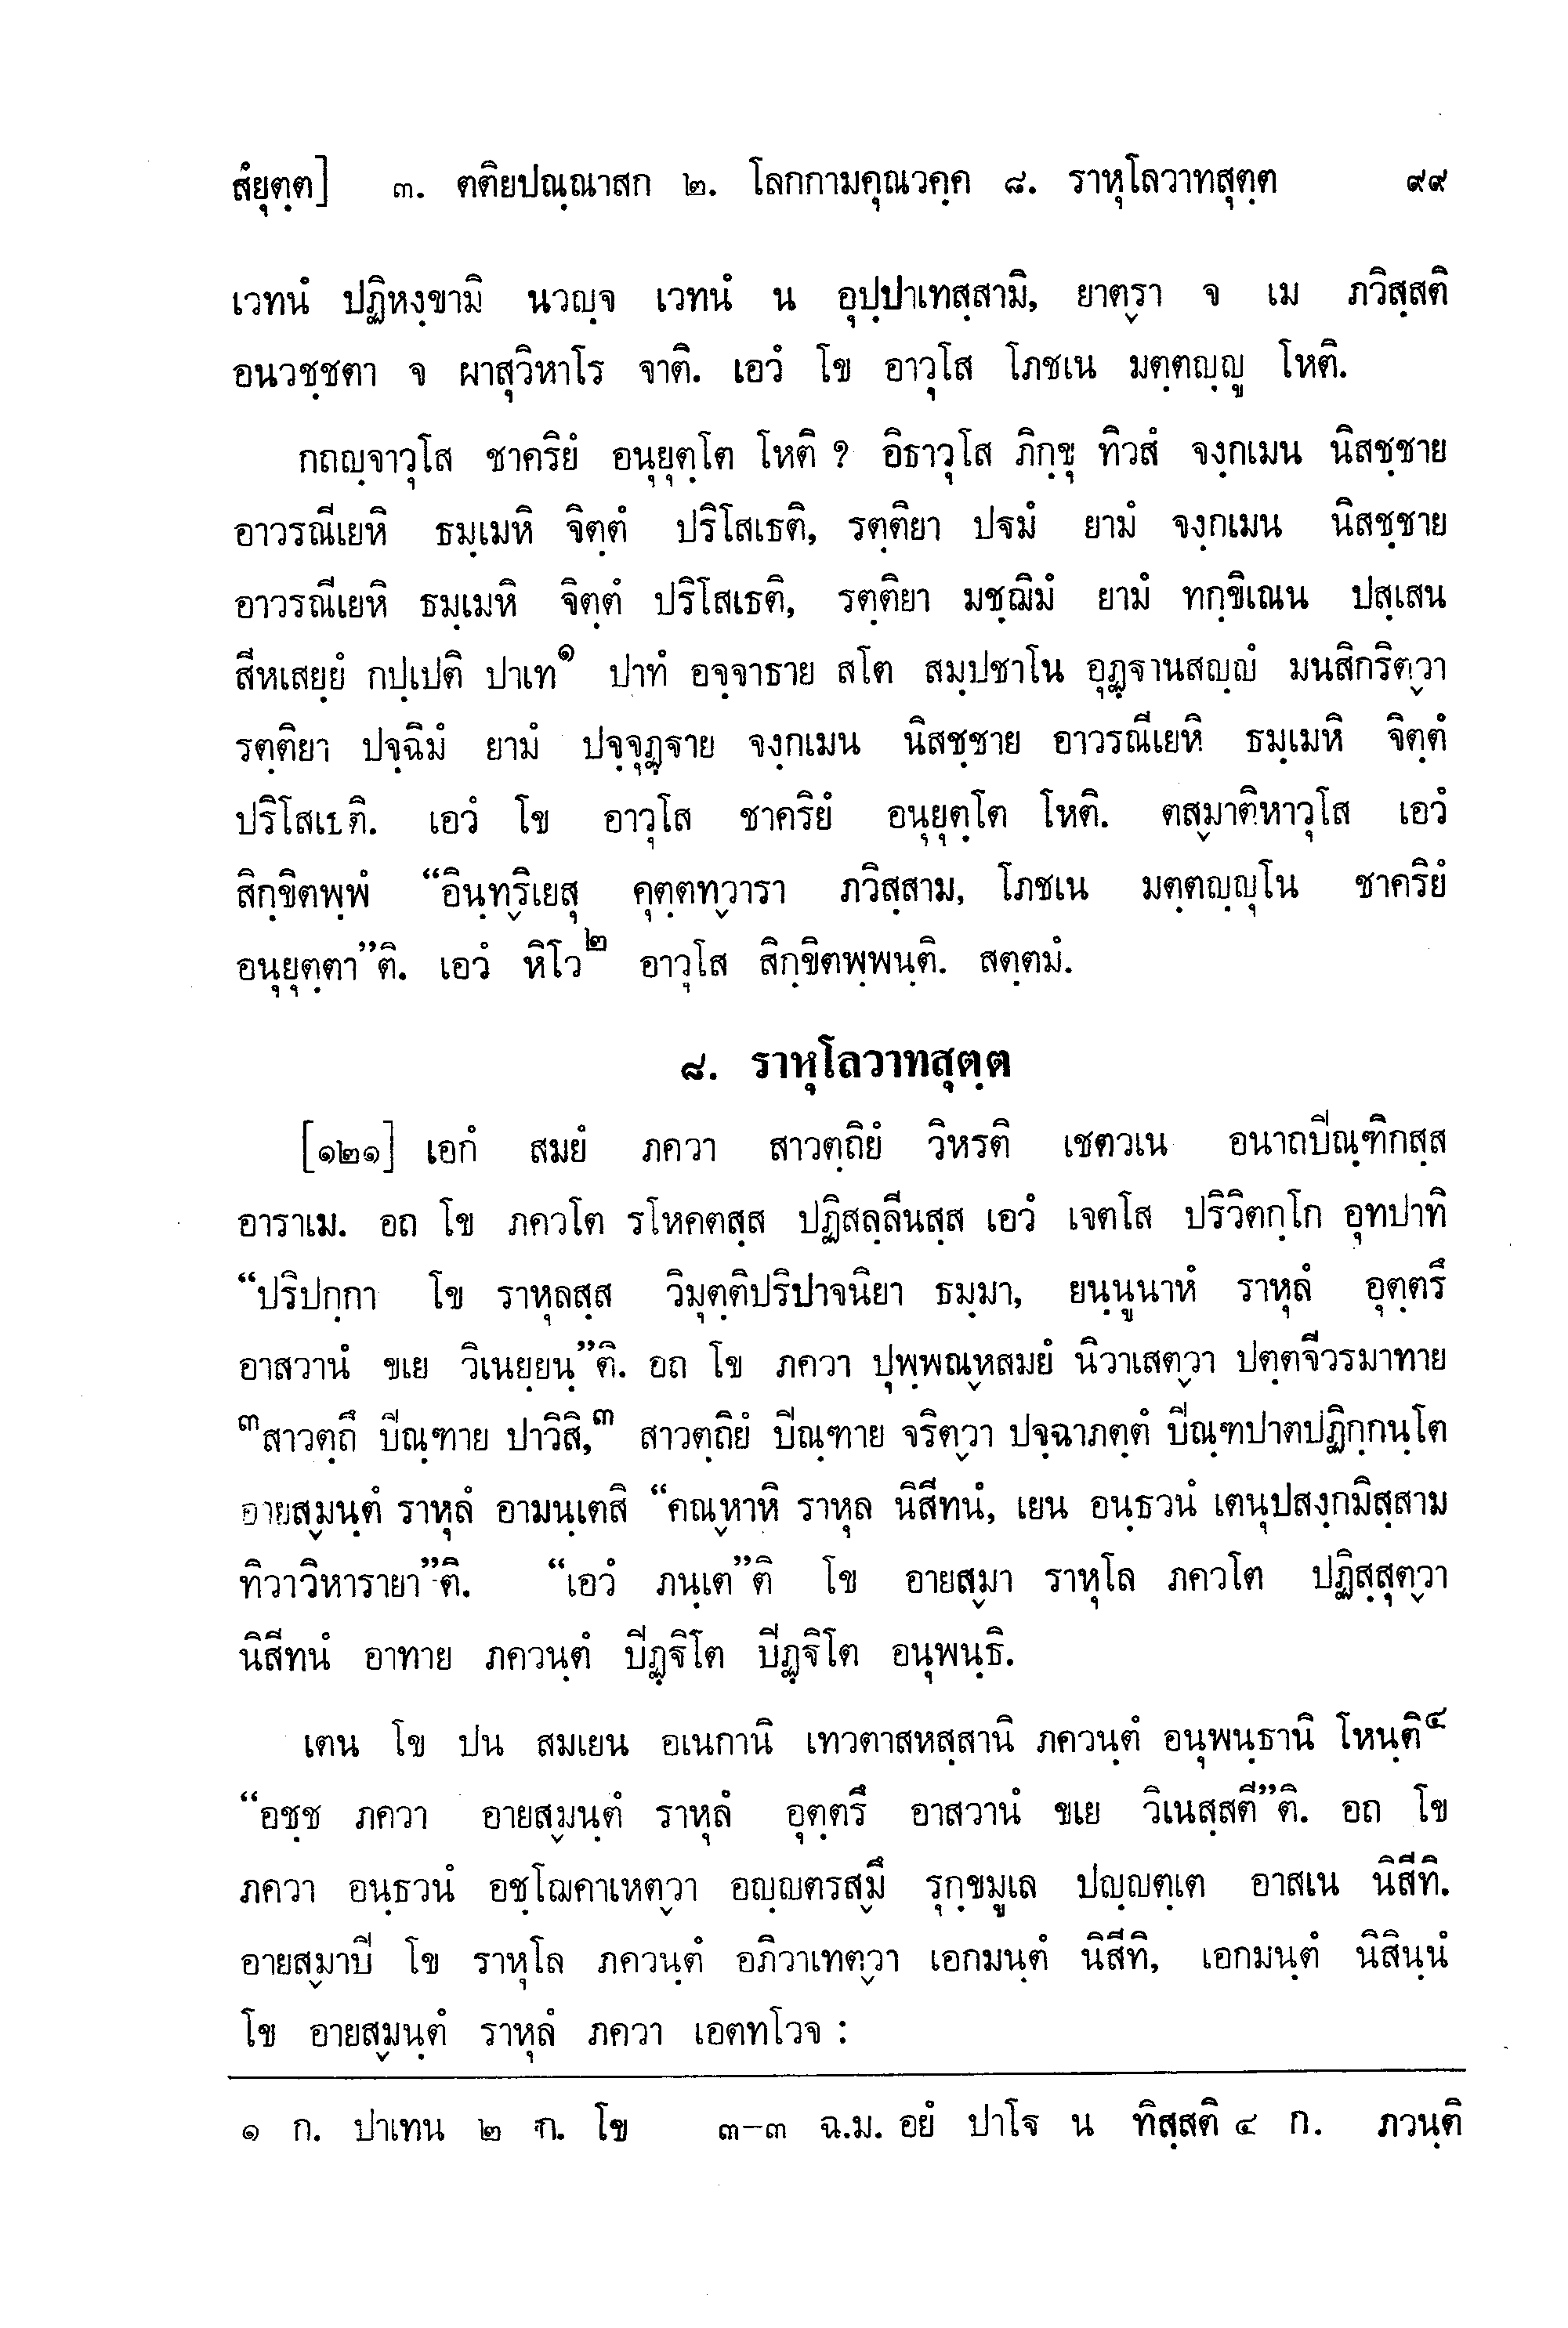 สํยุตฺต] ๓. ตติยปณฺณาสก ๒. โลกกามคุณวคฺค ๘. ราหุโลวาทสุตฺต ๙๙
เวทนํ ปฏิหงฺขามิ นวญฺจ เวทนํ น อุปฺปาเทสฺสามิ, ยาตฺรา จ เม ภวิสฺสติ
อนวชฺชตา จ ผาสุวิหาโร จาติ. เอวํ โข อาวุโส โภชเน มตฺตญฺญู โหติ.
กถญฺจาวุโส ชาคริยํ อนุยุตฺโต โหติ ? อิธาวุโส ภิกฺขุ ทิวสํ จงฺกเมน นิสชฺชาย
อาวรณีเยหิ ธมฺเมหิ จิตฺตํ ปริโสเธติ, รตฺติยา ปฐมํ ยามํ จงฺกเมน นิสชฺชาย
อาวรณีเยหิ ธมฺเมหิ จิตฺตํ ปริโสเธติ, รตฺติยา มชฺฌิมํ ยามํ ทกฺขิเณน ปสฺเสน
สีหเสยฺยํ กปฺเปติ ปาเท๑ ปาทํ อจฺจาธาย สโต สมฺปชาโน อุฏฺฐานสญฺญํ มนสิกริตฺวา
รตฺติยา ปจฺฉิมํ ยามํ ปจฺจุฏฺฐาย จงฺกเมน นิสชฺชาย อาวรณีเยหิ ธมฺเมหิ จิตฺตํ
ปริโสเธติ. เอวํ โข อาวุโส ชาคริยํ อนุยุตฺโต โหติ. ตสฺมาติหาวุโส เอวํ
สิกฺขิตพฺพํ “อินฺทฺริเยสุ คุตฺตทฺวารา ภวิสฺสาม, โภชเน มตฺตญฺญุโน ชาคริยํ
อนุยุตฺตา”ติ. เอวํ หิโว๒ อาวุโส สิกฺขิตพฺพนฺติ. สตฺตมํ.
๘. ราหุโลวาทสุตฺต
[๑๒๑] เอกํ สมยํ ภควา สาวตฺถิยํ วิหรติ เชตวเน อนาถปิณฺฑิกสฺส
อาราเม. อถ โข ภควโต รโหคตสฺส ปฏิสลฺลีนสฺส เอวํ เจตโส ปริวิตกฺโก อุทปาทิ
“ปริปกฺกา โข ราหุลสฺส วิมุตฺติปริปาจนิยา ธมฺมา, ยนฺนูนาหํ ราหุลํ อุตฺตรึ
อาสวานํ ขเย วิเนยฺยนฺ”ติ. อถ โข ภควา ปุพฺพณฺหสมยํ นิวาเสตฺวา ปตฺตจีวรมาทาย
๓สาวตฺถึ ปิณฺฑาย ปาวิสิ,๓ สาวตฺถิยํ ปิณฺฑาย จริตฺวา ปจฺฉาภตฺตํ ปิณฺฑปาตปฏิกฺกนฺโต
อายสฺมนฺตํ ราหุลํ อามนฺเตสิ “คณฺหาหิ ราหุล นิสีทนํ, เยน อนฺธวนํ เตนุปสงฺกมิสฺสาม
ทิวาวิหารายา”ติ. “เอวํ ภนฺเต”ติ โข อายสฺมา ราหุโล ภควโต ปฏิสฺสุตฺวา
นิสีทนํ อาทาย ภควนฺตํ ปิฏฺฐิโต ปิฏฺฐิโต อนุพนฺธิ.
เตน โข ปน สมเยน อเนกานิ เทวตาสหสฺสานิ ภควนฺตํ อนุพนฺธานิ โหนฺติ๔
“อชฺช ภควา อายสฺมนฺตํ ราหุลํ อุตฺตรึ อาสวานํ ขเย วิเนสฺสตี”ติ. อถ โข
ภควา อนฺธวนํ อชฺโฌคาเหตฺวา อญฺญตรสฺมึ รุกฺขมูเล ปญฺญตฺเต อาสเน นิสีทิ.
อายสฺมาปิ โข ราหุโล ภควนฺตํ อภิวาเทตฺวา เอกมนฺตํ นิสีทิ, เอกมนฺตํ นิสินฺนํ
โข อายสฺมนฺตํ ราหุลํ ภควา เอตทโวจ :
๑ ก. ปาเทน ๒ ก. โข ๓-๓ ฉ.ม. อยํ ปาโฐ น ทิสฺสติ ๔ ก. ภวนฺติ